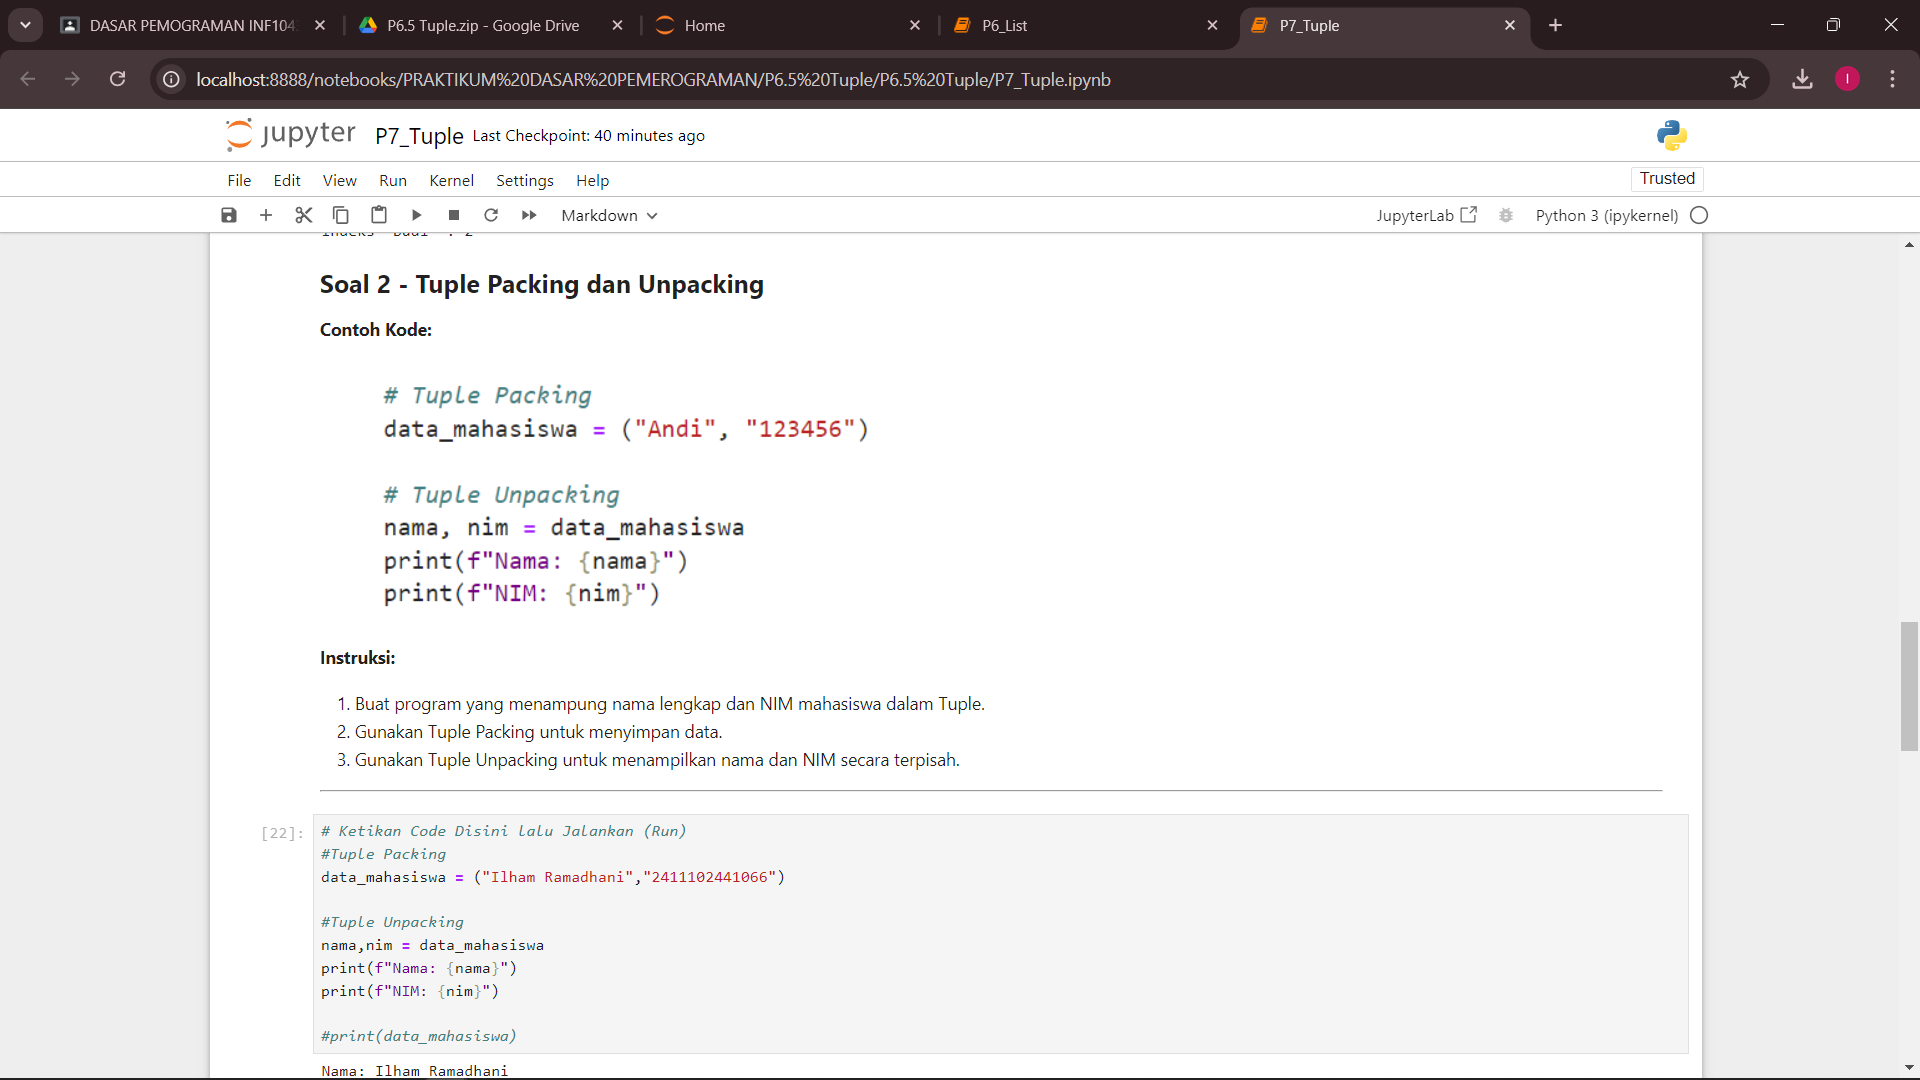 DASAR PEMOGRAMAN INF104
P6.5 Tuple.zip - Google Drive
Home
P6_List
P7_Tuple
localhost:8888/notebooks/PRAKTIKUM%20DASAR%20PEMEROGRAMAN/P6.5%20Tuple/P6.5%20Tuple/P7_Tuple.ipynb
I
jupyter P7_Tuple Last Checkpoint: 40 minutes ago
File Edit View Run Kernel Settings Help
Trusted
Markdown
JupyterLab
Python 3 (ipykernel)
Soal 2 - Tuple Packing dan Unpacking
Contoh Kode:
# Tuple Packing
data_mahasiswa = ("Andi", "123456")
# Tuple Unpacking
nama, nim = data_mahasiswa
print(f"Nama: {nama}")
print(f"NIM: {nim}")
Instruksi:
1. Buat program yang menampung nama lengkap dan NIM mahasiswa dalam Tuple.
2. Gunakan Tuple Packing untuk menyimpan data.
3. Gunakan Tuple Unpacking untuk menampilkan nama dan NIM secara terpisah.
[22]:
# Ketikan Code Disini lalu Jalankan (Run)
#Tuple Packing
data_mahasiswa = ("Ilham Ramadhani","2411102441066")
#Tuple Unpacking
nama,nim = data_mahasiswa
print(f"Nama: {nama}")
print(f"NIM: {nim}")
#print(data_mahasiswa)
Nama: Ilham Ramadhani